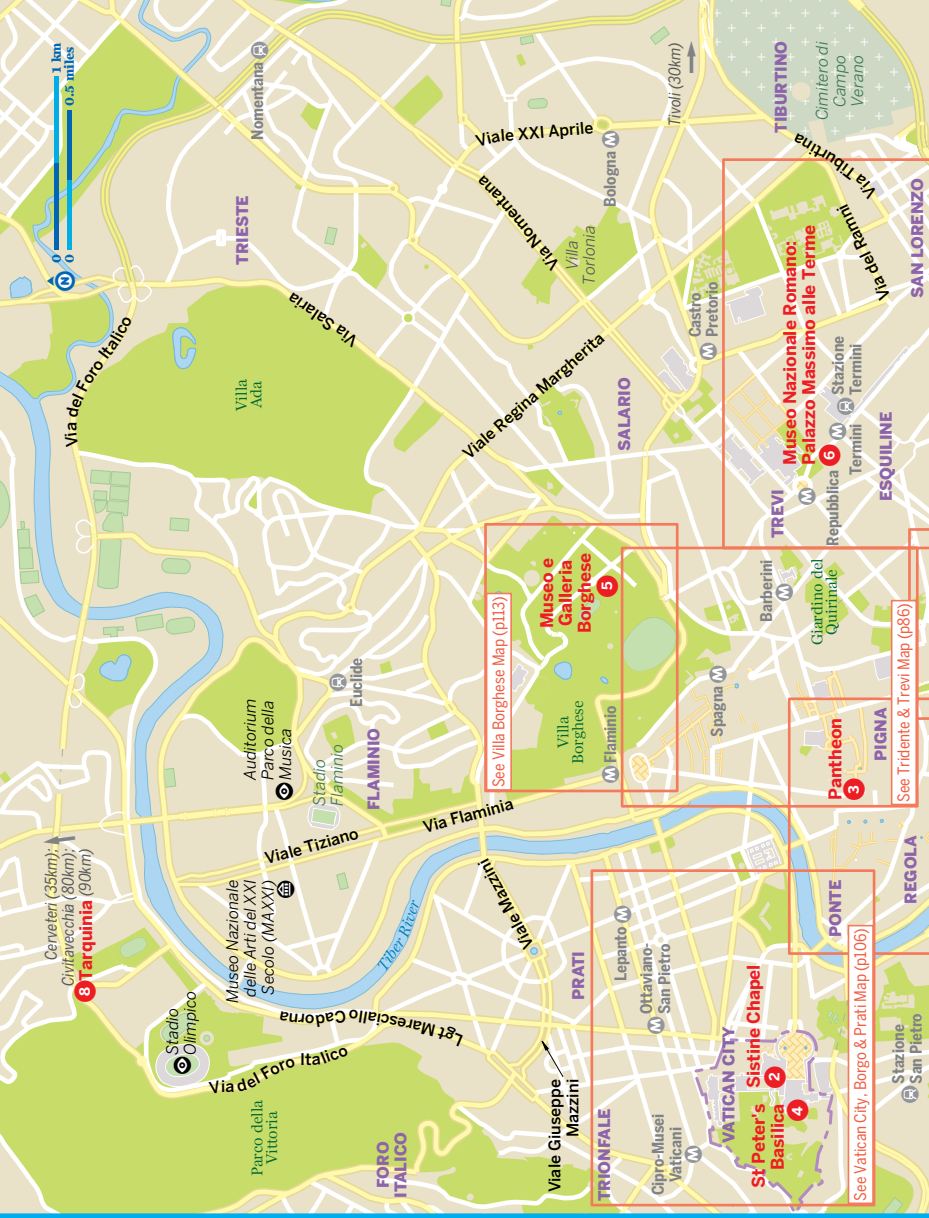 0
1 km
0
0.5 miles
N
Nomentana
TRIESTE
Via del Foro Italico
Villa
Ada
Via Salaria
Viale XXI Aprile
Bologna M
Via Nomentana
Villa
Torlonia
Tivoli (30km)
TIBURTINO
Cimitero di
Campo
Verano
Via Tiburtina
Castro
Pretorio
M
Viale Regina Margherita
SALARIO
Museo Nazionale Romano:
Palazzo Massimo alle Terme
6
TREVI
M
Repubblica
M
Termini
Stazione
Termini
ESQUILINE
Via dei Ramni
SAN LORENZO
Cerveteri (35km);
Civitavecchia (80km);
8 Tarquinia (90km)
Auditorium
Parco della
Musica
Euclide
Stadio
Flaminio
FLAMINIO
Viale Tiziano
Via Flaminia
Museo Nazionale
delle Arti del XXI
Secolo (MAXXI)
Tiber River
See Villa Borghese Map (p113)
Museo e
Galleria
Borghese
5
Villa
Borghese
M Flaminio
Spagna M
Barberini
M
Giardino del
Quirinale
Pantheon
3
PIGNA
See Tridente & Trevi Map (p86)
Stadio
Olimpico
Via del Foro Italico
Lgt Maresciallo Cadorna
Parco della
Vittoria
FORO
ITALICO
Viale Mazzini
Viale Giuseppe
Mazzini
PRATI
Lepanto M
Ottaviano-
M San Pietro
TRIONFALE
Cipro-Musei
Vaticani
M
VATICAN CITY
Sistine Chapel
2
St Peter's
Basilica
4
See Vatican City, Borgo & Prati Map (p106)
PONTE
REGOLA
Stazione
San Pietro